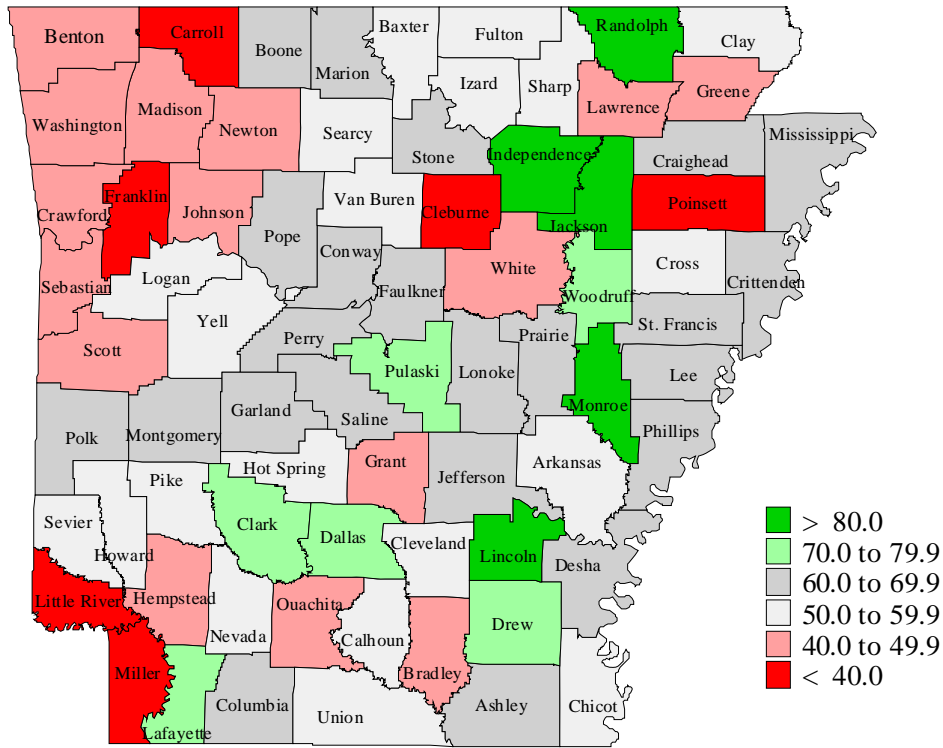 Benton
Carroll
Boone
Marion
Baxter
Fulton
Randolph
Clay
Izard
Sharp
Lawrence
Greene
Washington
Madison
Newton
Searcy
Stone
Independence
Craighead
Mississippi
Crawford
Franklin
Johnson
Pope
Van Buren
Cleburne
Jackson
Poinsett
Sebastian
Logan
Conway
Faulkner
White
Woodruff
Cross
Crittenden
Scott
Yell
Perry
Pulaski
Lonoke
Prairie
St. Francis
Lee
Polk
Montgomery
Garland
Saline
Monroe
Phillips
Hot Spring
Grant
Jefferson
Arkansas
Sevier
Howard
Pike
Clark
Dallas
Cleveland
Lincoln
Desha
Little River
Hempstead
Nevada
Ouachita
Calhoun
Bradley
Drew
Miller
Lafayette
Columbia
Union
Ashley
Chicot
> 80.0
70.0 to 79.9
60.0 to 69.9
50.0 to 59.9
40.0 to 49.9
< 40.0